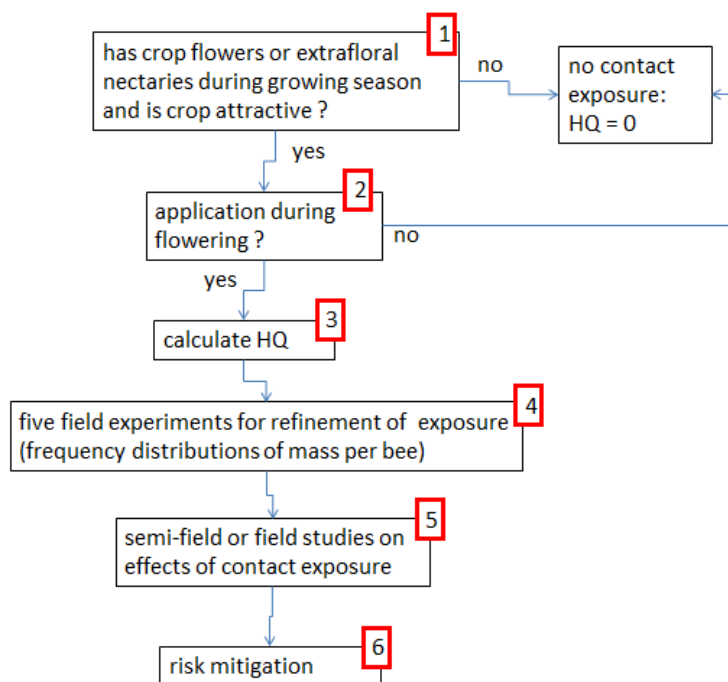 1
has crop flowers or extrafloral
nectaries during growing season
and is crop attractive ?
no
no contact
exposure:
HQ = 0
yes
2
application during
flowering ?
no
yes
3
calculate HQ
4
five field experiments for refinement of exposure
(frequency distributions of mass per bee)
5
semi-field or field studies on
effects of contact exposure
6
risk mitigation